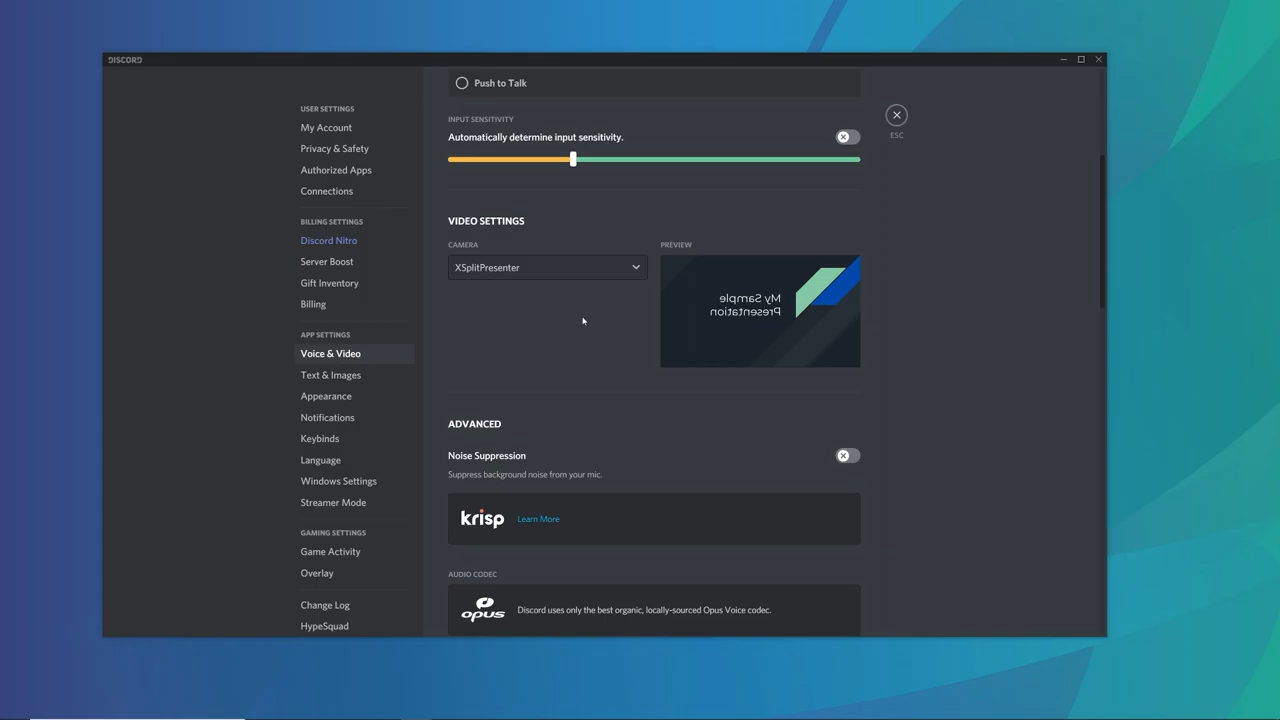 DISCORD
USER SETTINGS
My Account
Privacy & Safety
Authorized Apps
Connections
BILLING SETTINGS
Discord Nitro
Server Boost
Gift Inventory
Billing
APP SETTINGS
Voice & Video
Text & Images
Appearance
Notifications
Keybinds
Language
Windows Settings
Streamer Mode
GAMING SETTINGS
Game Activity
Overlay
Change Log
HypeSquad
Push to Talk
INPUT SENSITIVITY
Automatically determine input sensitivity.
VIDEO SETTINGS
CAMERA
XSplitPresenter
PREVIEW
My Sample
Presentation
ADVANCED
Noise Suppression
Suppress background noise from your mic.
krisp
Learn More
AUDIO CODEC
opus
Discord uses only the best organic, locally-sourced Opus Voice codec.
ESC